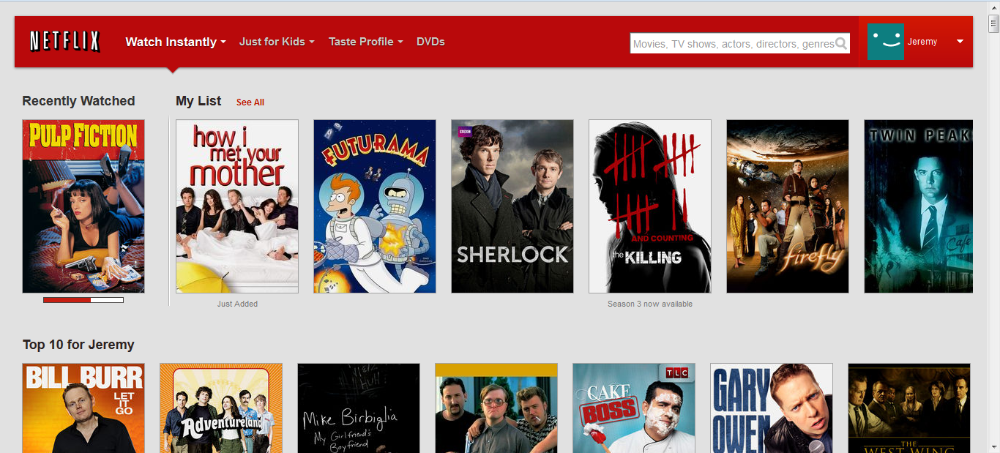 NETFLIX
Watch Instantly
Just for Kids
Taste Profile
DVDs
Movies, TV shows, actors, directors, genres
Jeremy
Recently Watched
My List
See All
PULP FICTION
how i
met your
mother
FUTURAMA
BBC
SHERLOCK
AND COUNTING
the KILLING
firefly
TWIN PEAK
Cafe
Just Added
Season 3 now available
Top 10 for Jeremy
BILL BURR
LET
IT
GO
Adventureland
Mike Birbiglia
My Girlfriend's
Boyfriend
TLC
CAKE
BOSS
GARY
OWEN
THE
WEST WING